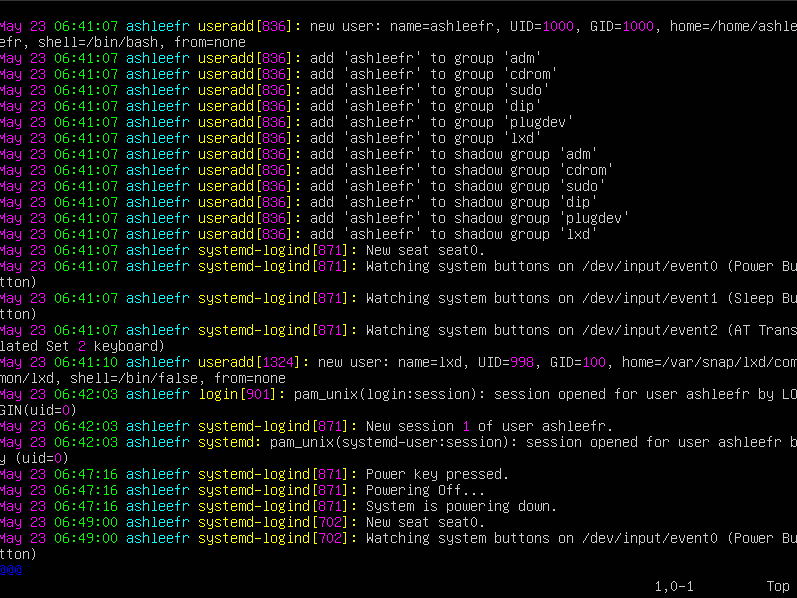 May 23 06:41:07 ashleefr useradd[836]: new user: name=ashleefr, UID=1000, GID=1000, home=/home/ashle
efr, shell=/bin/bash, from=none
May 23 06:41:07 ashleefr useradd[836]: add 'ashleefr' to group 'adm'
May 23 06:41:07 ashleefr useradd[836]: add 'ashleefr' to group 'cdrom'
May 23 06:41:07 ashleefr useradd[836]: add 'ashleefr' to group 'sudo'
May 23 06:41:07 ashleefr useradd[836]: add 'ashleefr' to group 'dip'
May 23 06:41:07 ashleefr useradd[836]: add 'ashleefr' to group 'plugdev'
May 23 06:41:07 ashleefr useradd[836]: add 'ashleefr' to group 'lxd'
May 23 06:41:07 ashleefr useradd[836]: add 'ashleefr' to shadow group 'adm'
May 23 06:41:07 ashleefr useradd[836]: add 'ashleefr' to shadow group 'cdrom'
May 23 06:41:07 ashleefr useradd[836]: add 'ashleefr' to shadow group 'sudo'
May 23 06:41:07 ashleefr useradd[836]: add 'ashleefr' to shadow group 'dip'
May 23 06:41:07 ashleefr useradd[836]: add 'ashleefr' to shadow group 'plugdev'
May 23 06:41:07 ashleefr useradd[836]: add 'ashleefr' to shadow group 'lxd'
May 23 06:41:07 ashleefr systemd-logind[871]: New seat seat0.
May 23 06:41:07 ashleefr systemd-logind[871]: Watching system buttons on /dev/input/event0 (Power Bu
tton)
May 23 06:41:07 ashleefr systemd-logind[871]: Watching system buttons on /dev/input/event1 (Sleep Bu
tton)
May 23 06:41:07 ashleefr systemd-logind[871]: Watching system buttons on /dev/input/event2 (AT Trans
lated Set 2 keyboard)
May 23 06:41:10 ashleefr useradd[1324]: new user: name=lxd, UID=998, GID=100, home=/var/snap/lxd/com
mon/lxd, shell=/bin/false, from=none
May 23 06:42:03 ashleefr login[901]: pam_unix(login:session): session opened for user ashleefr by LO
GIN(uid=0)
May 23 06:42:03 ashleefr systemd-logind[871]: New session 1 of user ashleefr.
May 23 06:42:03 ashleefr systemd: pam_unix(systemd-user:session): session opened for user ashleefr b
y (uid=0)
May 23 06:47:16 ashleefr systemd-logind[871]: Power key pressed.
May 23 06:47:16 ashleefr systemd-logind[871]: Powering Off...
May 23 06:47:16 ashleefr systemd-logind[871]: System is powering down.
May 23 06:49:00 ashleefr systemd-logind[702]: New seat seat0.
May 23 06:49:00 ashleefr systemd-logind[702]: Watching system buttons on /dev/input/event0 (Power Bu
tton)
@@@
1,0-1 Top